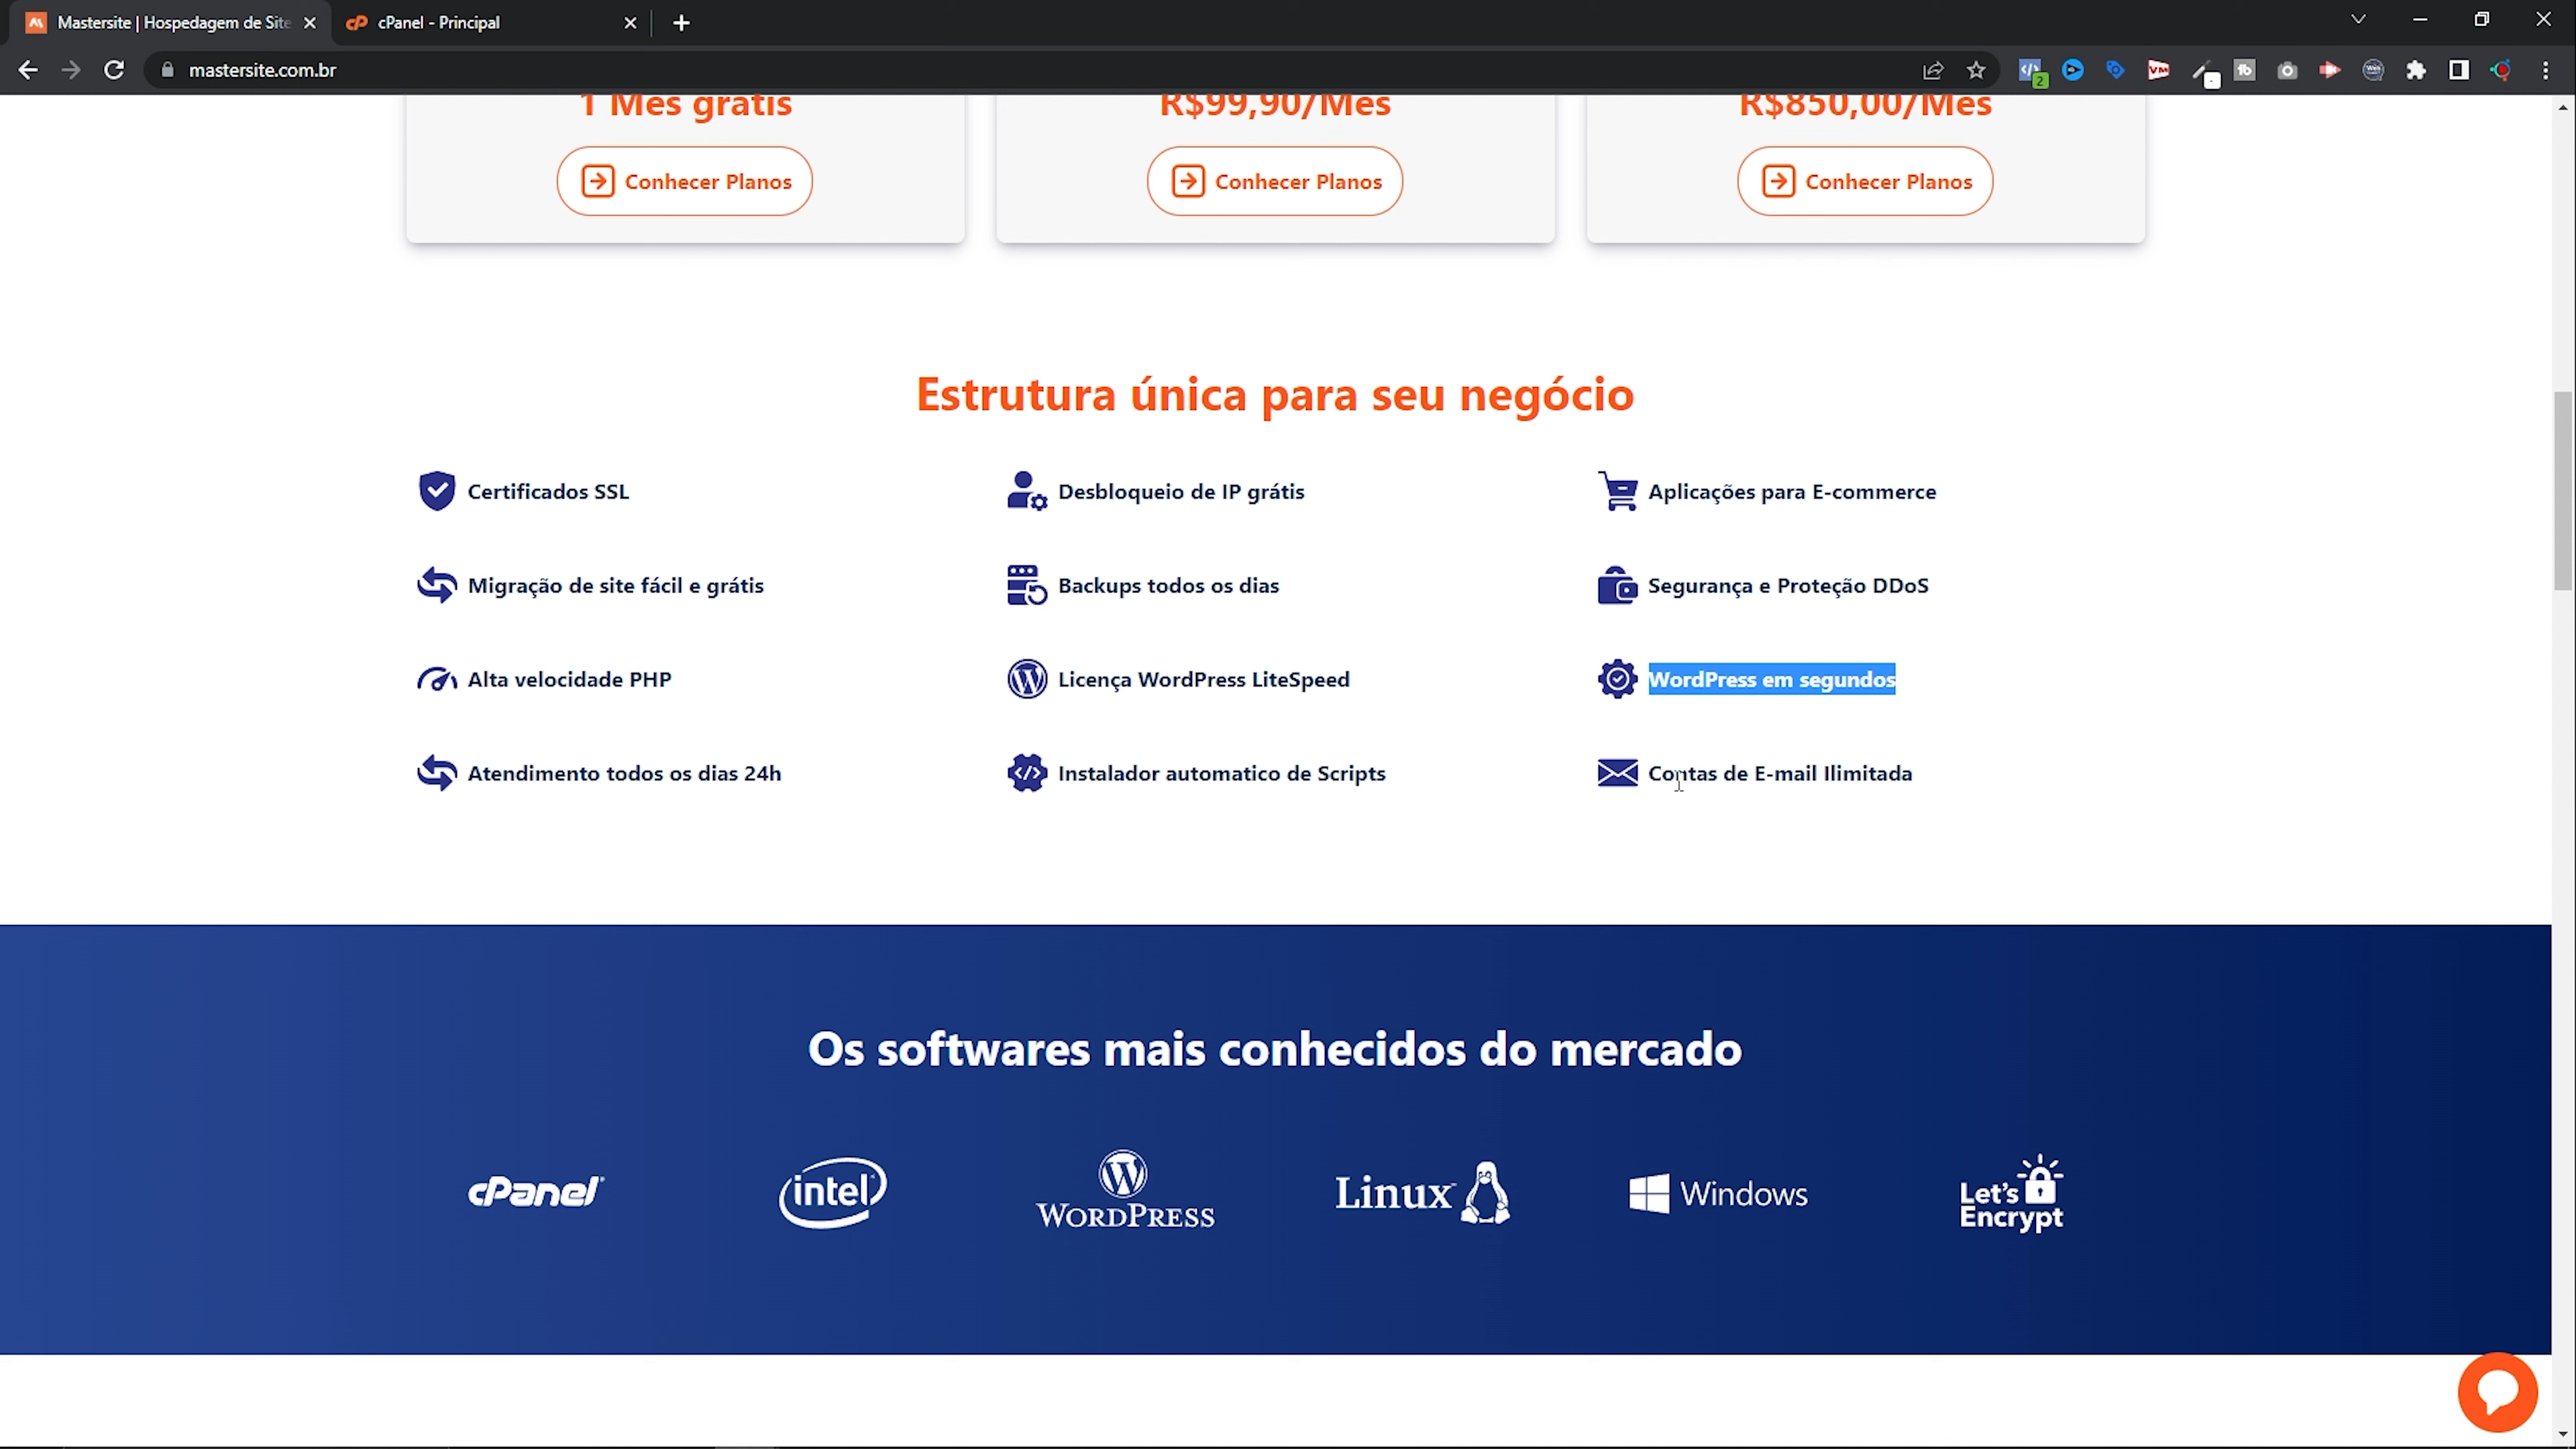 Mastersite | Hospedagem de Site
cPanel - Principal
mastersite.com.br
2
VM
tb
1 Mês grátis
R$99,90/Mês
R$850,00/Mês
Conhecer Planos
Conhecer Planos
Conhecer Planos
Estrutura única para seu negócio
Certificados SSL
Desbloqueio de IP grátis
Aplicações para E-commerce
Migração de site fácil e grátis
Backups todos os dias
Segurança e Proteção DDoS
Alta velocidade PHP
Licença WordPress LiteSpeed
WordPress em segundos
Atendimento todos os dias 24h
Instalador automatico de Scripts
Contas de E-mail Ilimitada
Os softwares mais conhecidos do mercado
cPanel
intel
WORDPRESS
Linux
Windows
Let's
Encrypt